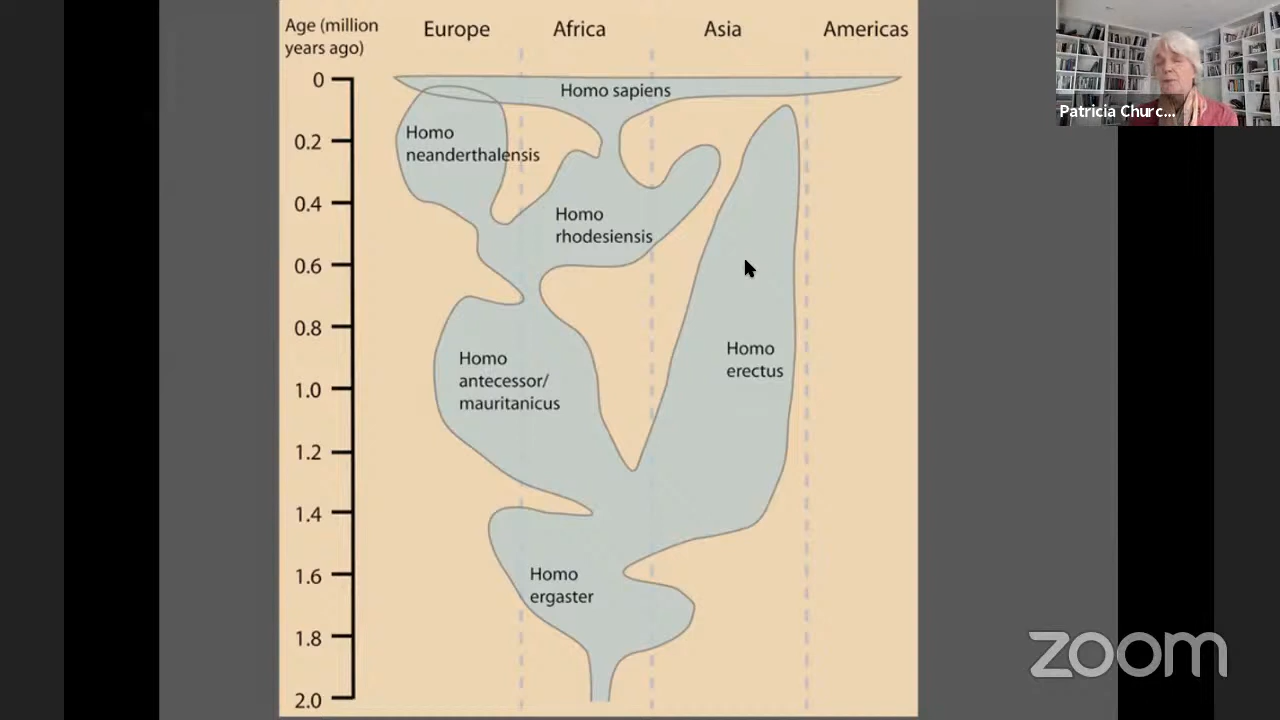 Age (million
years ago)
Europe
Africa
Asia
Americas
0
0.2
0.4
0.6
0.8
1.0
1.2
1.4
1.6
1.8
2.0
Homo sapiens
Homo
neanderthalensis
Homo
rhodesiensis
Homo
antecessor/
mauritanicus
Homo
erectus
Homo
ergaster
Patricia Churc...
zoom